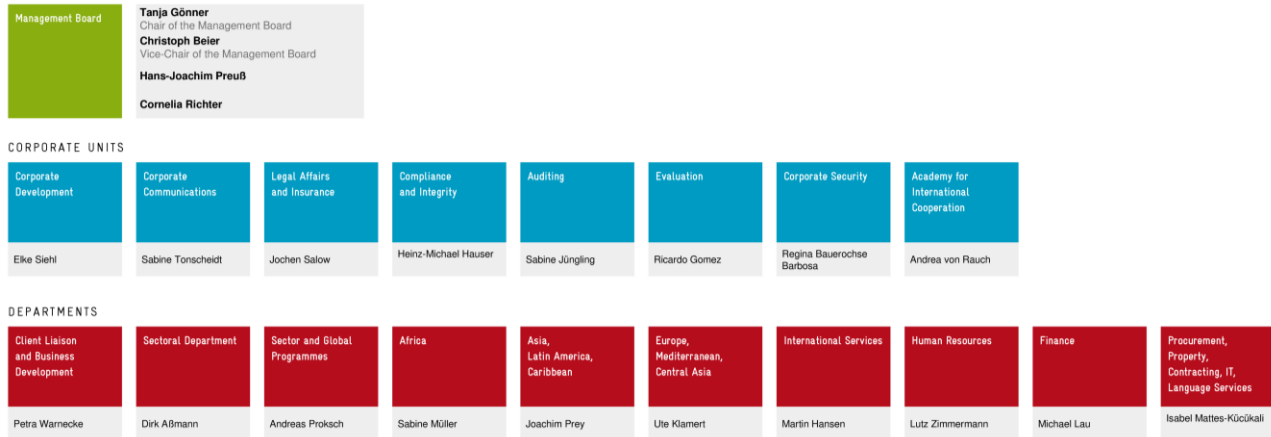 Management Board
Tanja Gönner
Chair of the Management Board
Christoph Beier
Vice-Chair of the Management Board
Hans-Joachim Preuß
Cornelia Richter
CORPORATE UNITS
Corporate
Development
Elke Siehl
Corporate
Communications
Sabine Tonscheidt
Legal Affairs
and Insurance
Jochen Salow
Compliance
and Integrity
Heinz-Michael Hauser
Auditing
Sabine Jüngling
Evaluation
Ricardo Gomez
Corporate Security
Regina Bauerochse
Barbosa
Academy for
International
Cooperation
Andrea von Rauch
DEPARTMENTS
Client Liaison
and Business
Development
Petra Warnecke
Sectoral Department
Dirk Aßmann
Sector and Global
Programmes
Andreas Proksch
Africa
Sabine Müller
Asia,
Latin America,
Caribbean
Joachim Prey
Europe,
Mediterranean,
Central Asia
Ute Klamert
International Services
Martin Hansen
Human Resources
Lutz Zimmermann
Finance
Michael Lau
Procurement,
Property,
Contracting, IT,
Language Services
Isabel Mattes-Kücükali